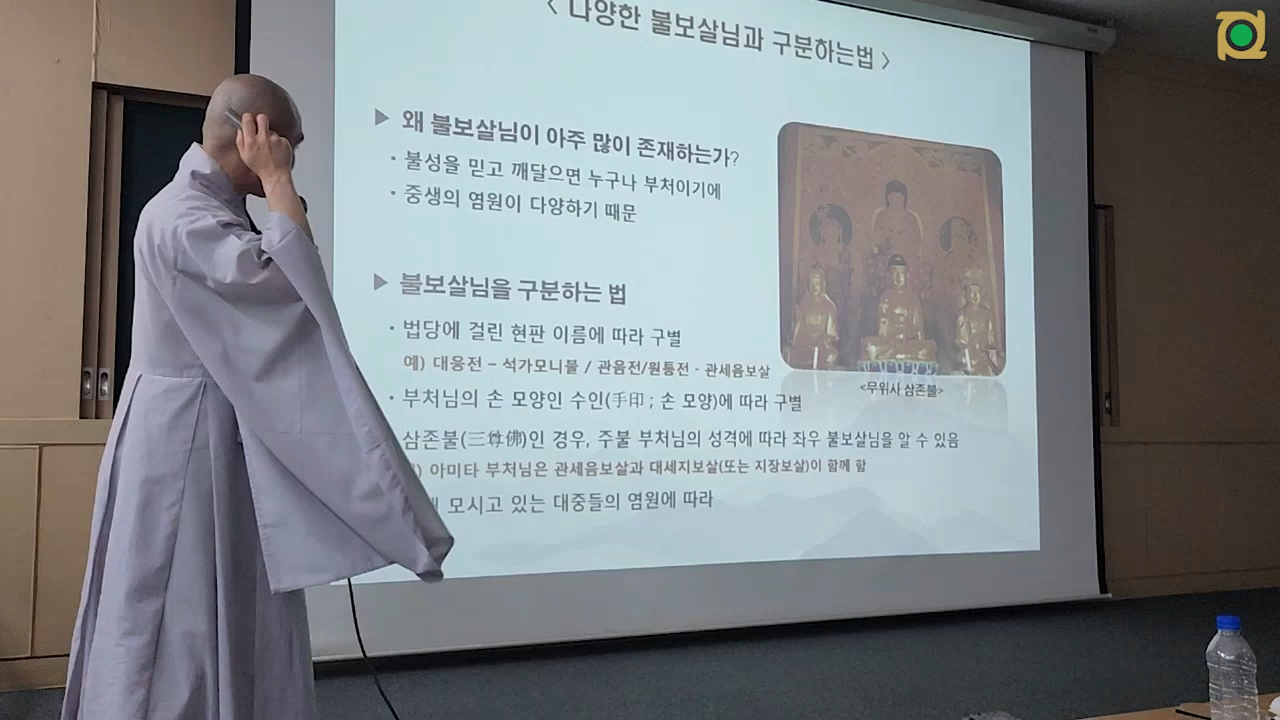 < 다양한 불보살님과 구분하는법 >
▶ 왜 불보살님이 아주 많이 존재하는가?
· 불성을 믿고 깨달으면 누구나 부처이기에
· 중생의 염원이 다양하기 때문
▶ 불보살님을 구분하는 법
· 법당에 걸린 현판 이름에 따라 구별
예) 대웅전 – 석가모니불 / 관음전/원통전 - 관세음보살
· 부처님의 손 모양인 수인(手印 ; 손 모양)에 따라 구별
삼존불(三尊佛)인 경우, 주불 부처님의 성격에 따라 좌우 불보살님을 알 수 있음
) 아미타 부처님은 관세음보살과 대세지보살(또는 지장보살)이 함께 함
모시고 있는 대중들의 염원에 따라
<무위사 삼존불>